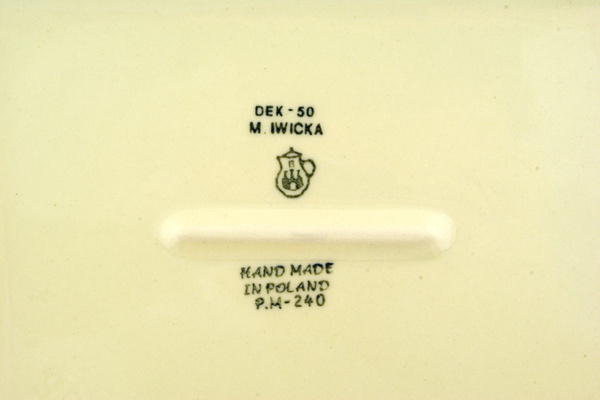 DEK - 50
M. IWICKA
HAND MADE
IN POLAND
P.M-240